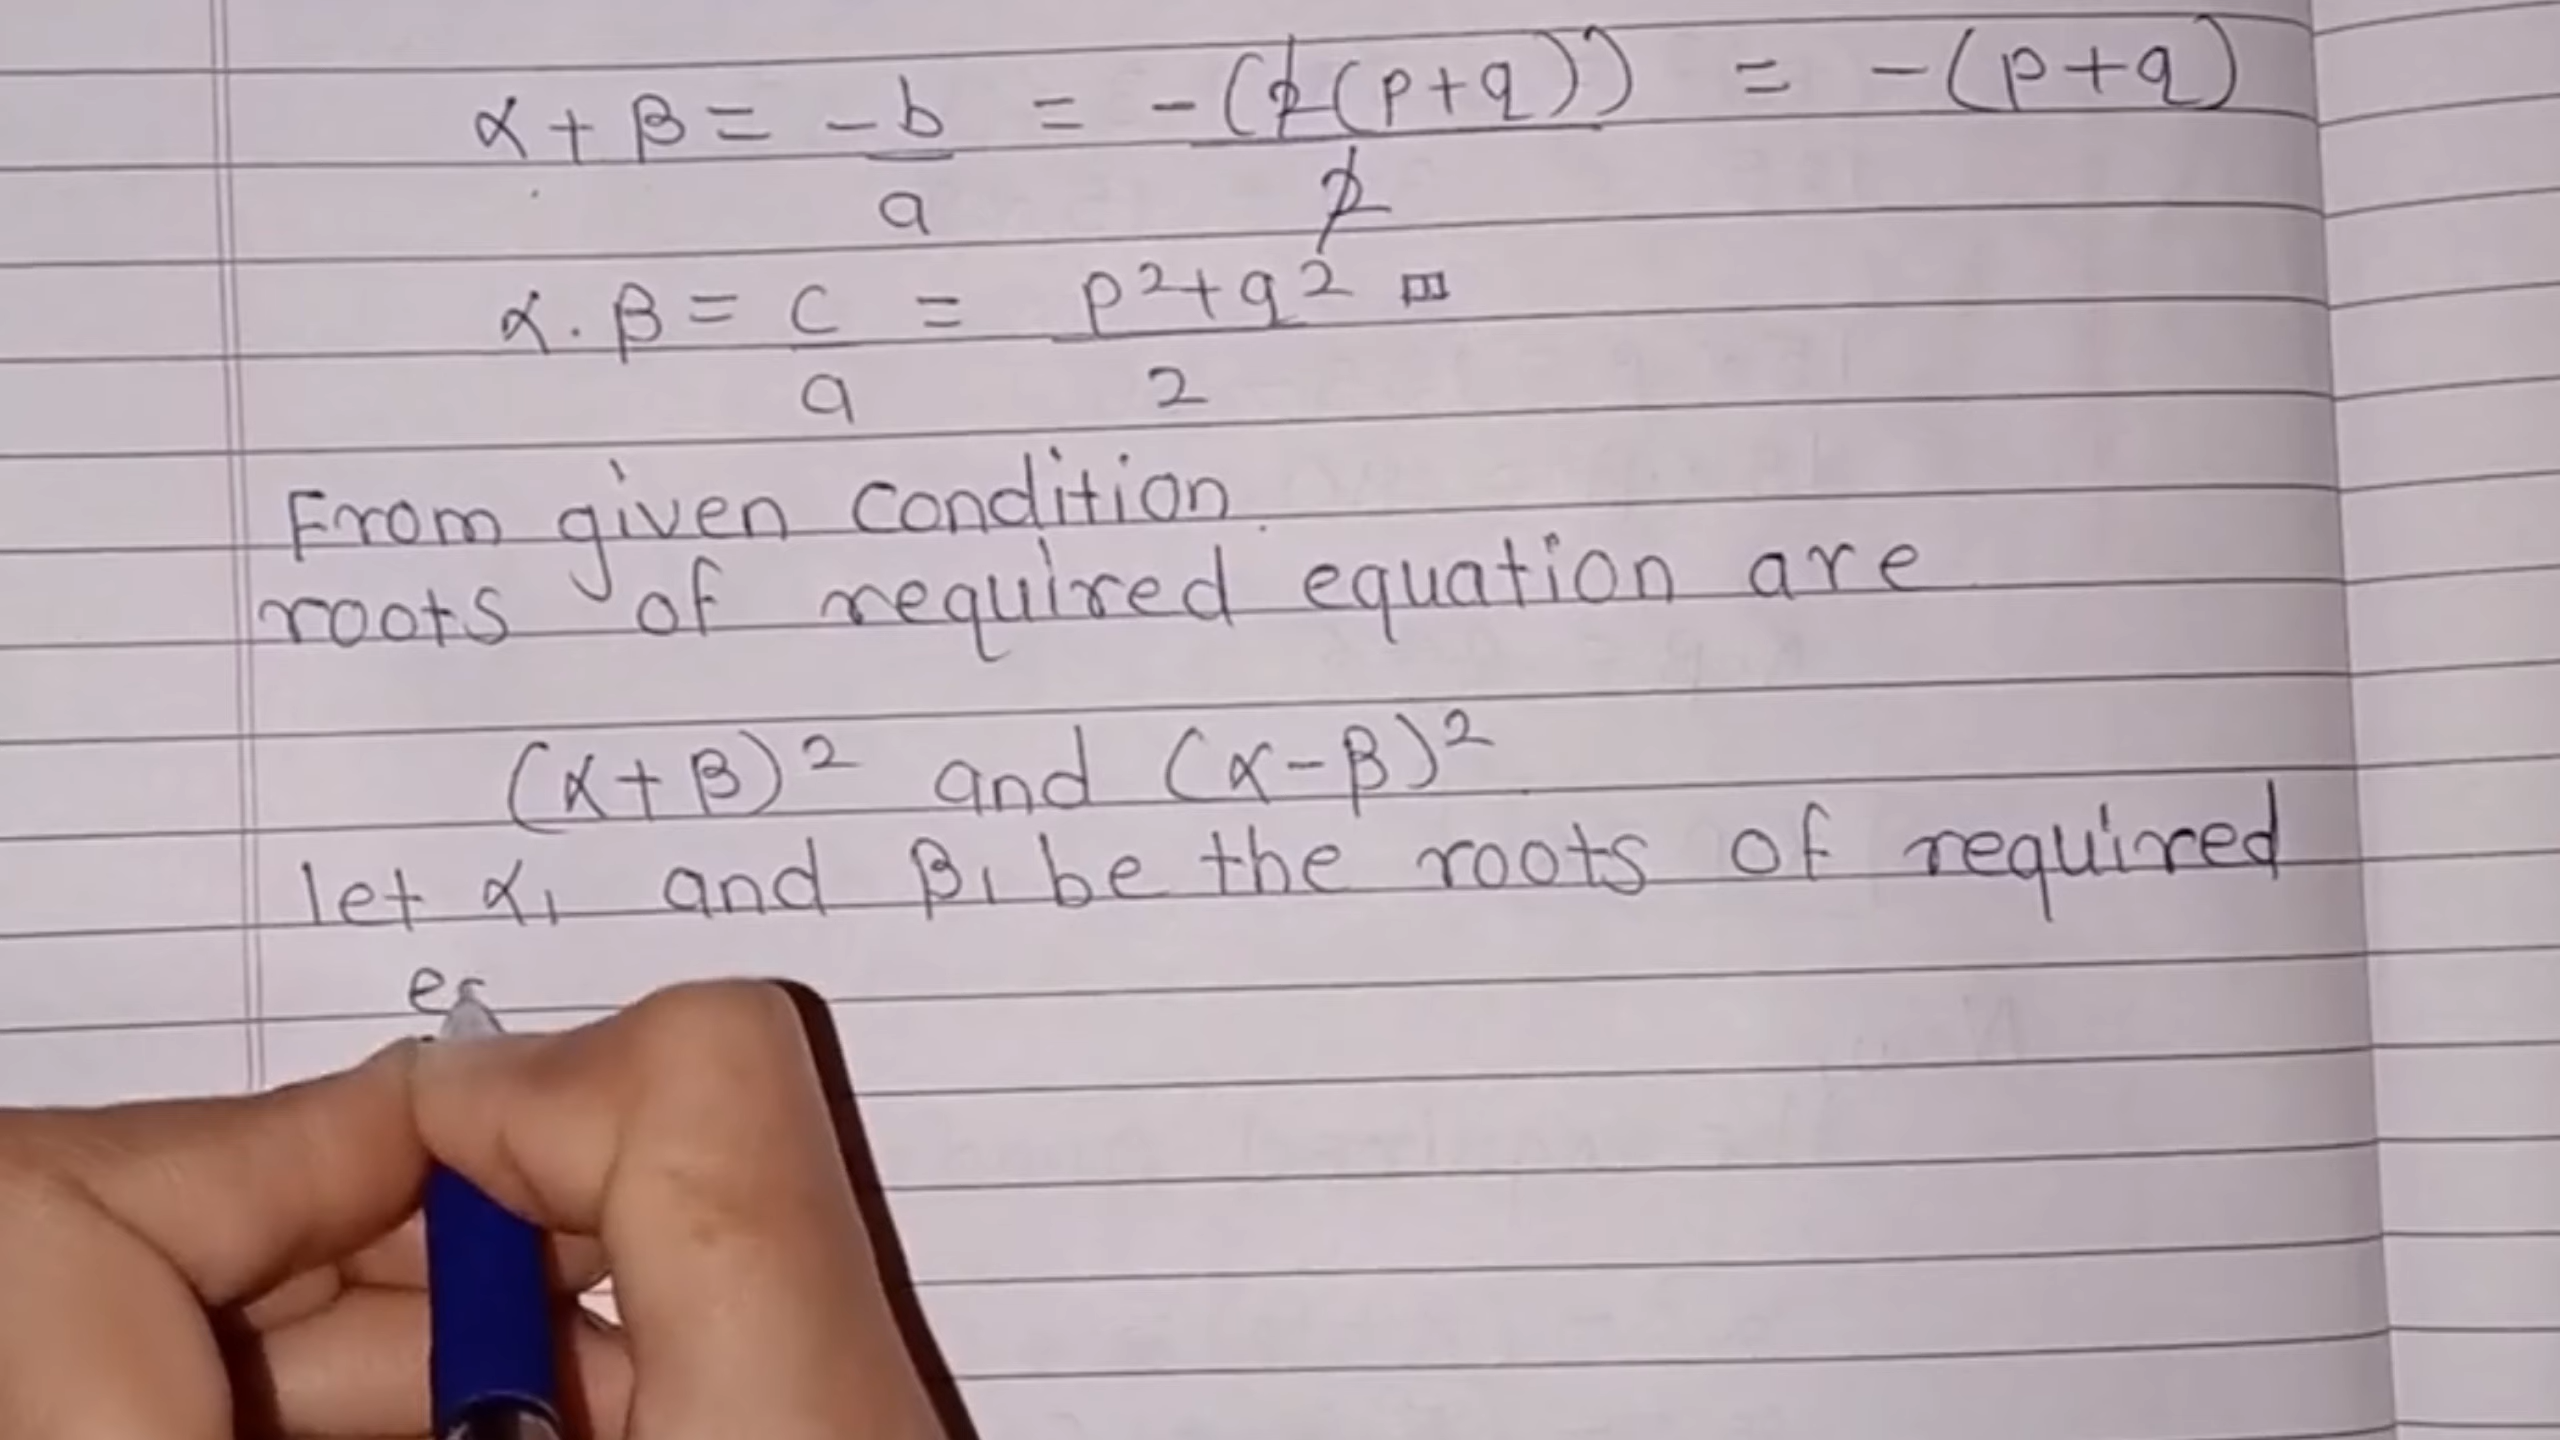 α + β = -b/a = -(2(p+q))/2 = -(p+q)
α . β = c/a = p²+q²/2
From given condition
roots of required equation are
(α+β)² and (α-β)²
let α₁ and β₁ be the roots of required